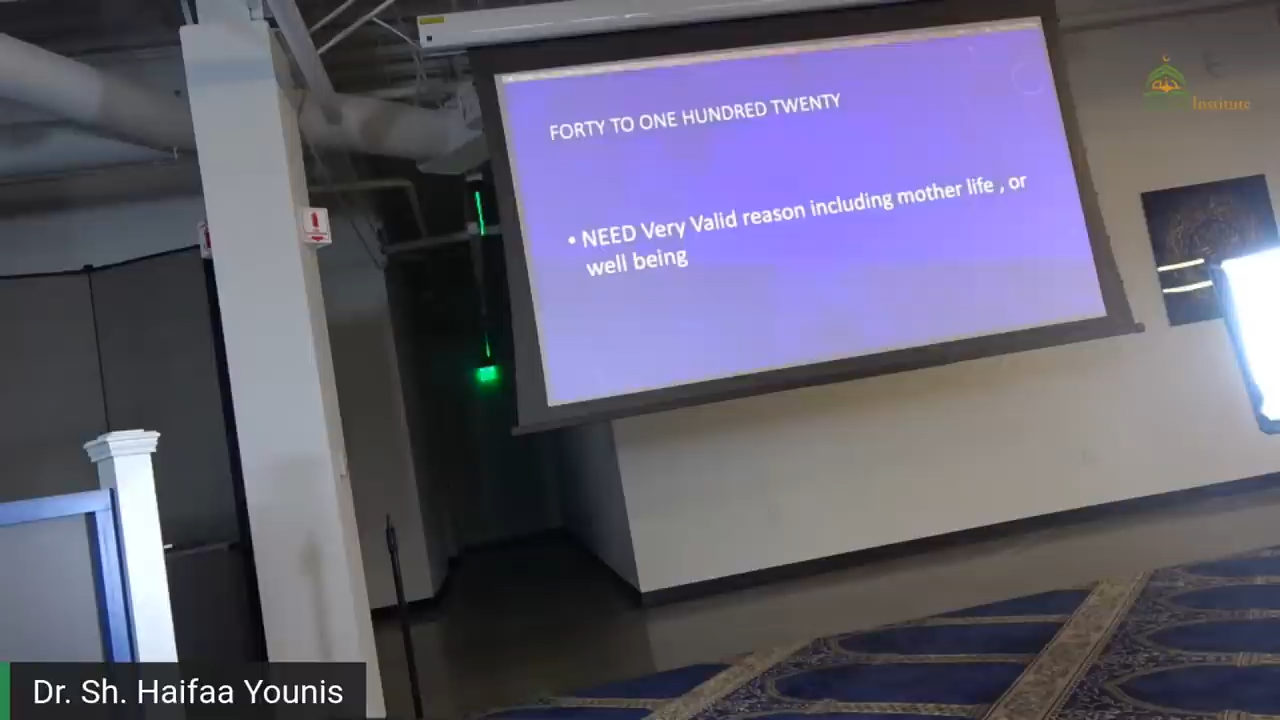 FORTY TO ONE HUNDRED TWENTY
• NEED Very Valid reason including mother life , or
well being
Institute
Dr. Sh. Haifaa Younis